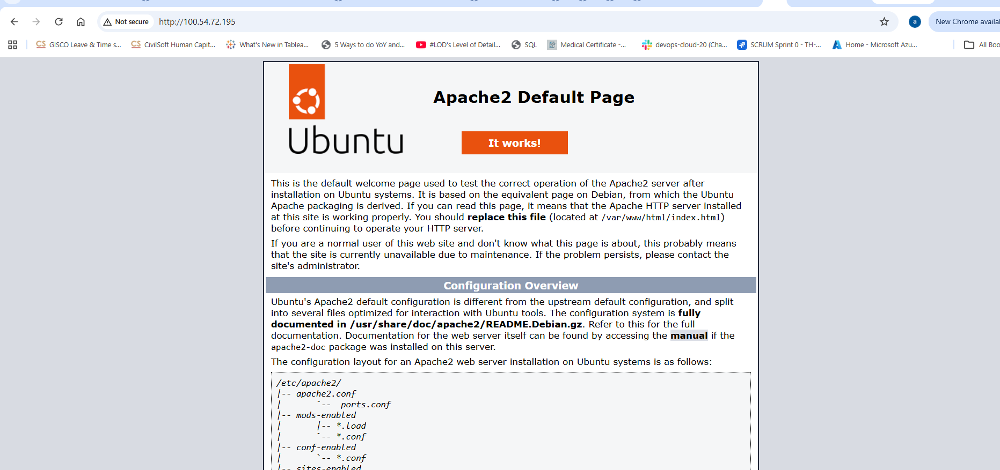 Not secure
http://100.54.72.195
a
New Chrome availal
GISCO Leave & Time s...
CivilSoft Human Capit...
What's New in Tablea...
5 Ways to do YoY and...
#LOD's Level of Detail...
SQL
Medical Certificate -...
devops-cloud-20 (Cha...
SCRUM Sprint 0 - TH-...
Home - Microsoft Azu...
All Boo
Apache2 Default Page
Ubuntu
It works!
This is the default welcome page used to test the correct operation of the Apache2 server after
installation on Ubuntu systems. It is based on the equivalent page on Debian, from which the Ubuntu
Apache packaging is derived. If you can read this page, it means that the Apache HTTP server installed
at this site is working properly. You should replace this file (located at /var/www/html/index.html)
before continuing to operate your HTTP server.
If you are a normal user of this web site and don't know what this page is about, this probably means
that the site is currently unavailable due to maintenance. If the problem persists, please contact the
site's administrator.
Configuration Overview
Ubuntu's Apache2 default configuration is different from the upstream default configuration, and split
into several files optimized for interaction with Ubuntu tools. The configuration system is fully
documented in /usr/share/doc/apache2/README.Debian.gz. Refer to this for the full
documentation. Documentation for the web server itself can be found by accessing the manual if the
apache2-doc package was installed on this server.
The configuration layout for an Apache2 web server installation on Ubuntu systems is as follows:
/etc/apache2/
|-- apache2.conf
|       `--  ports.conf
|-- mods-enabled
|       |-- *.load
|       `-- *.conf
|-- conf-enabled
|       `-- *.conf
|-- sites-enabled